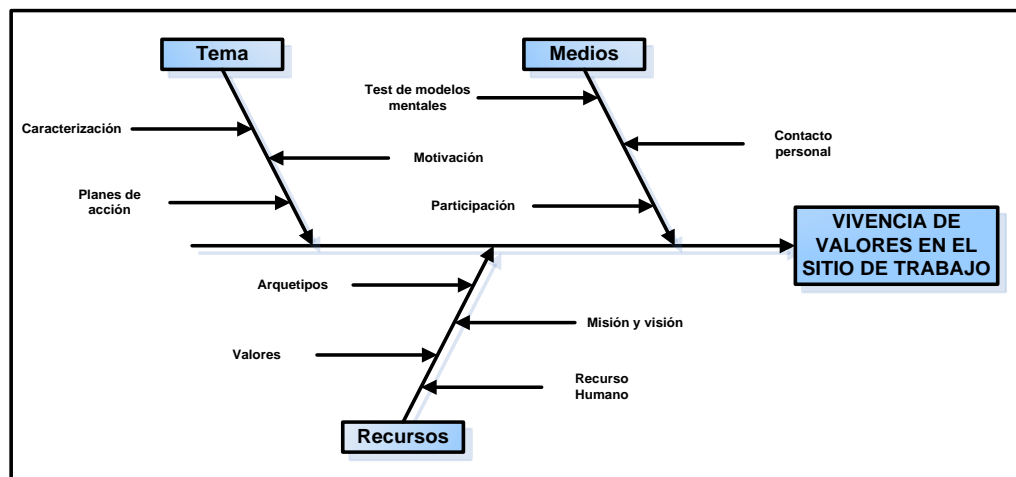 Tema
Medios
Test de modelos
mentales
Caracterización
Contacto
personal
Motivación
Planes de
acción
Participación
VIVENCIA DE
VALORES EN EL
SITIO DE TRABAJO
Arquetipos
Misión y visión
Valores
Recurso
Humano
Recursos